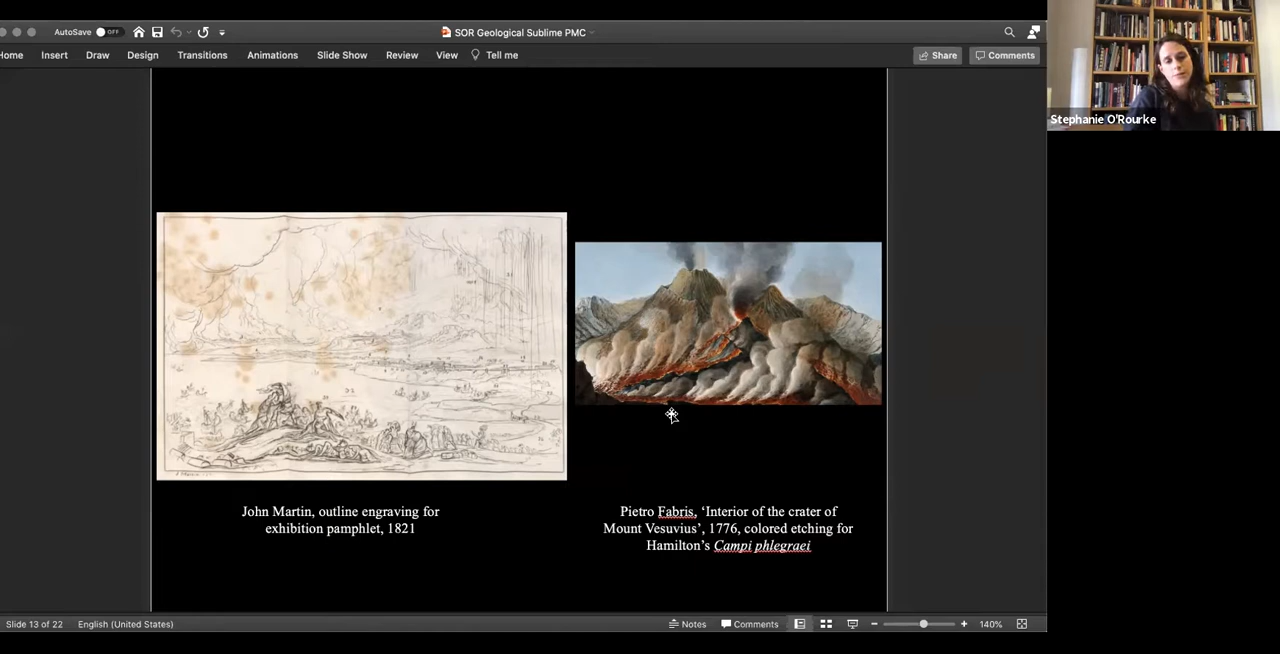 AutoSave OFF
SOR Geological Sublime PMC
Home Insert Draw Design Transitions Animations Slide Show Review View Tell me
Share Comments
Stephanie O'Rourke
John Martin, outline engraving for
exhibition pamphlet, 1821
Pietro Fabris, ‘Interior of the crater of
Mount Vesuvius’, 1776, colored etching for
Hamilton’s Campi phlegraei
Slide 13 of 22 English (United States) Notes Comments 140%